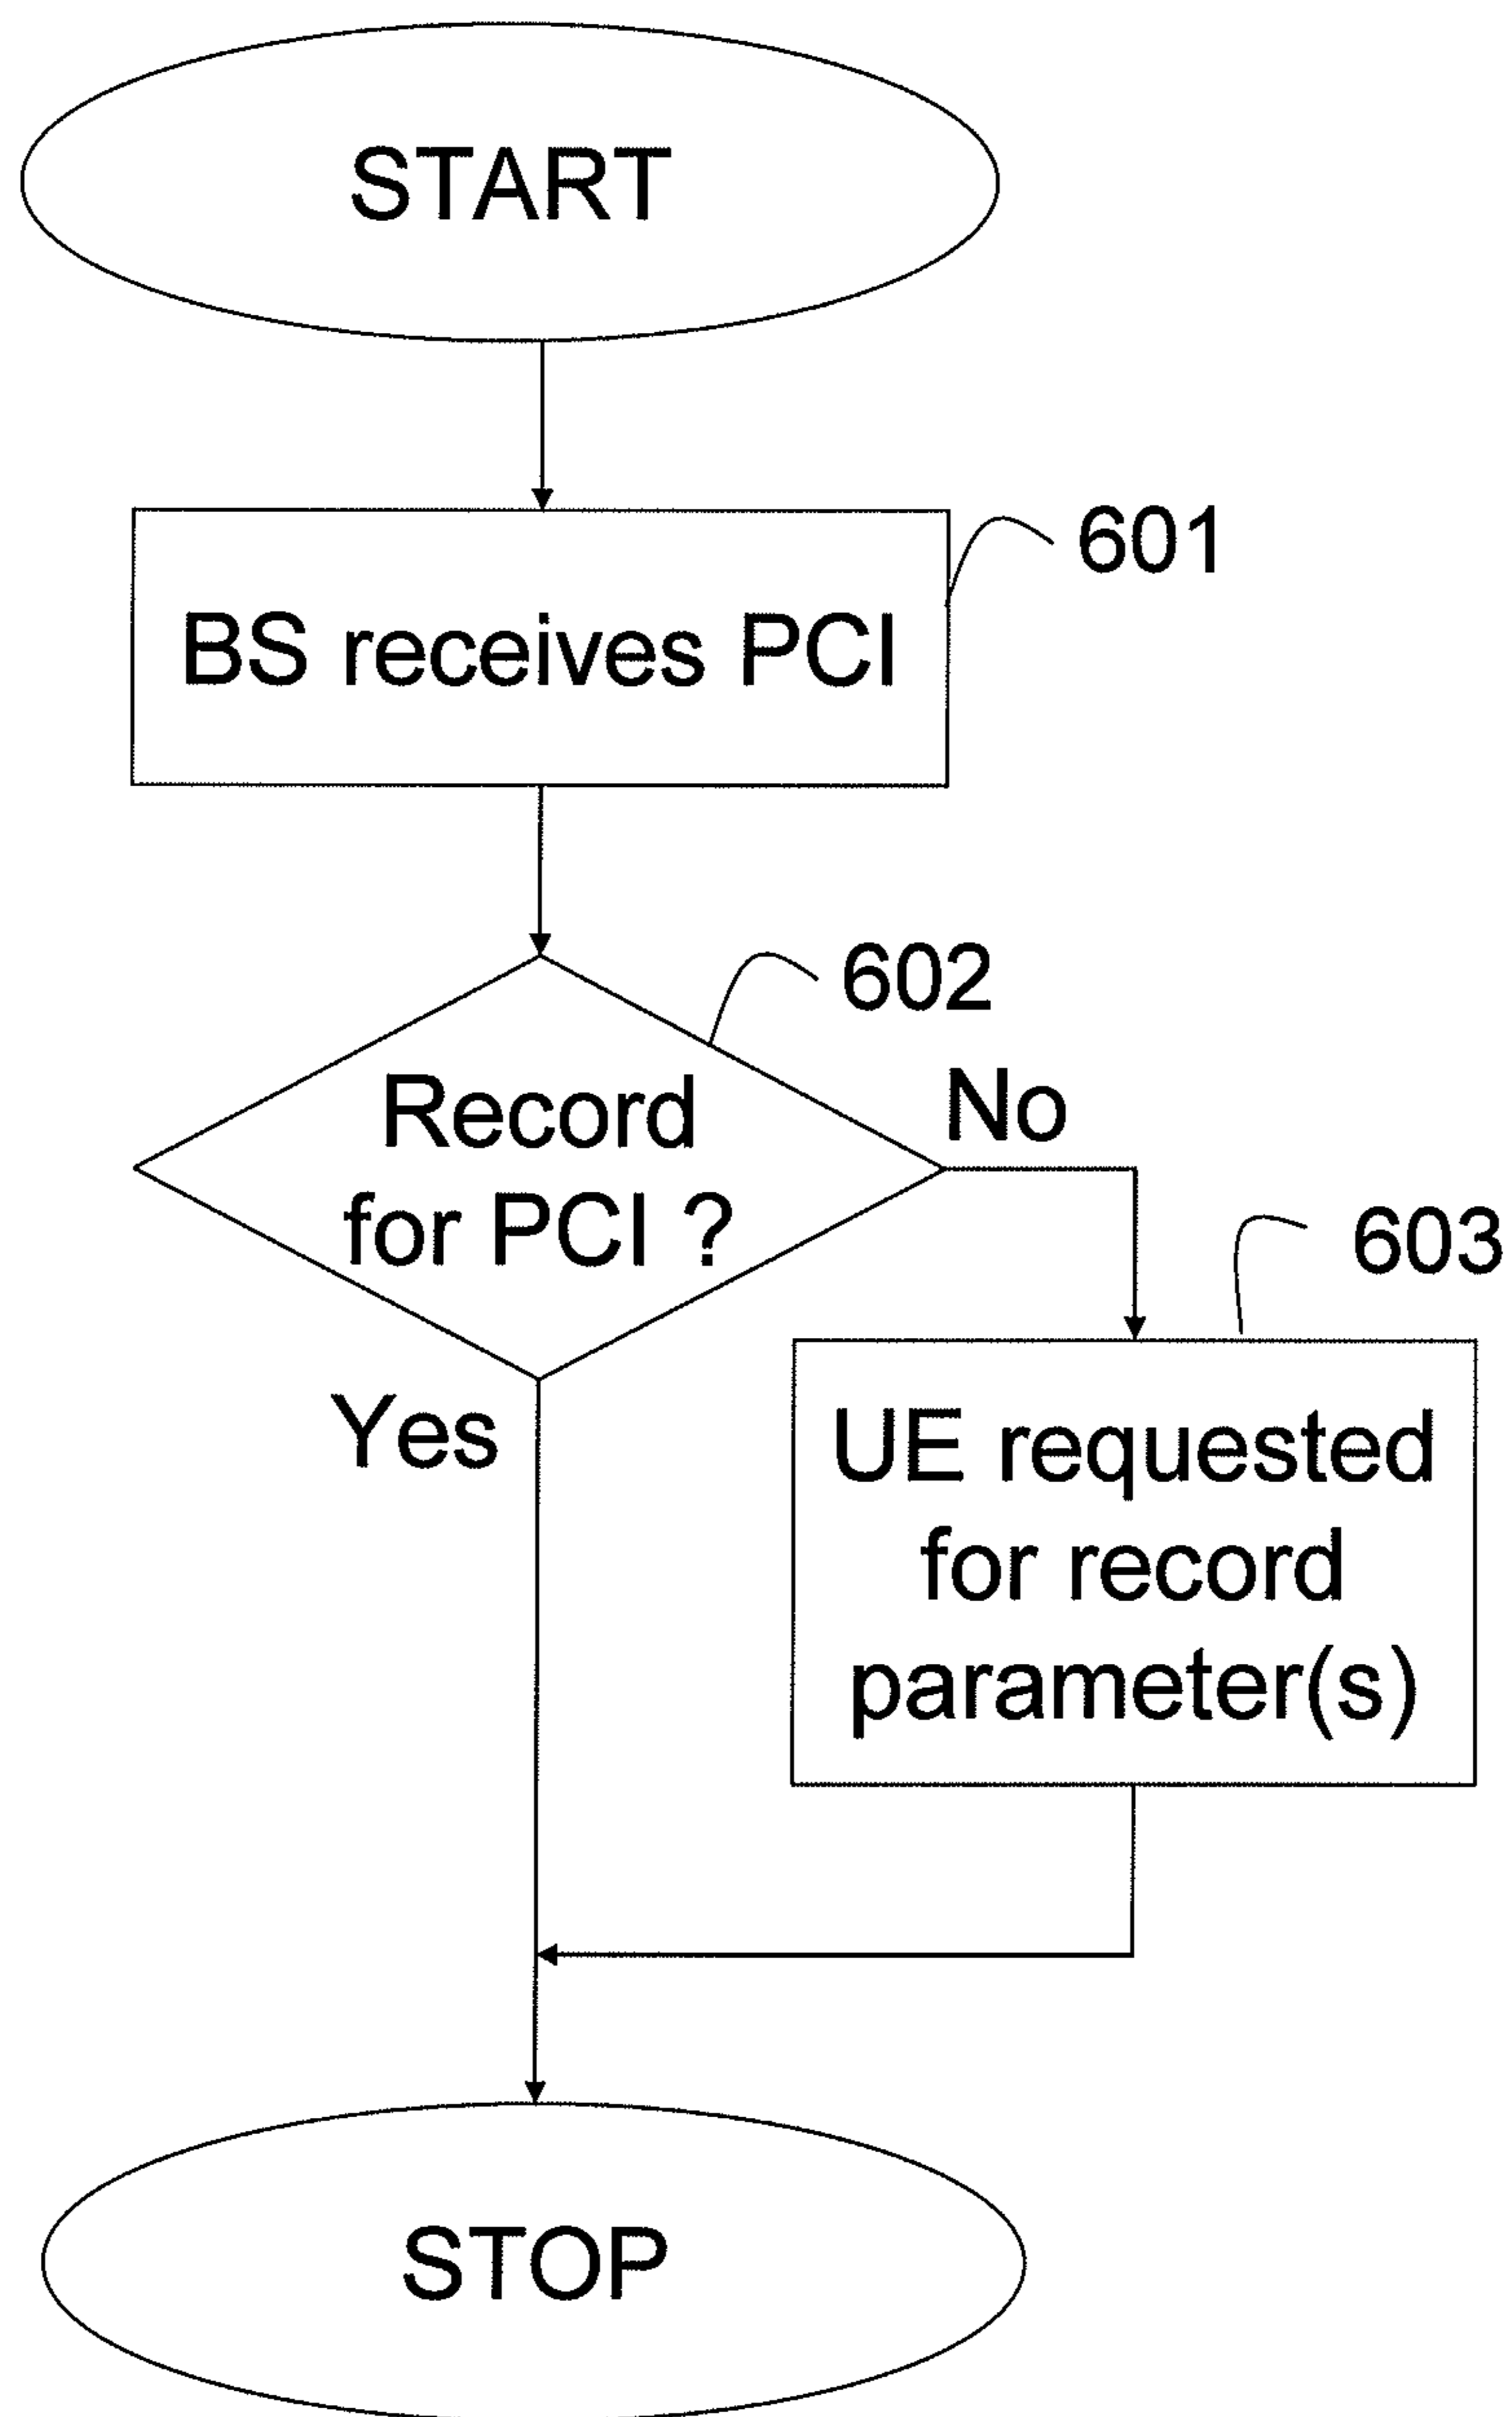 START
601
BS receives PCI
602
Record
for PCI ?
No
Yes
603
UE requested
for record
parameter(s)
STOP